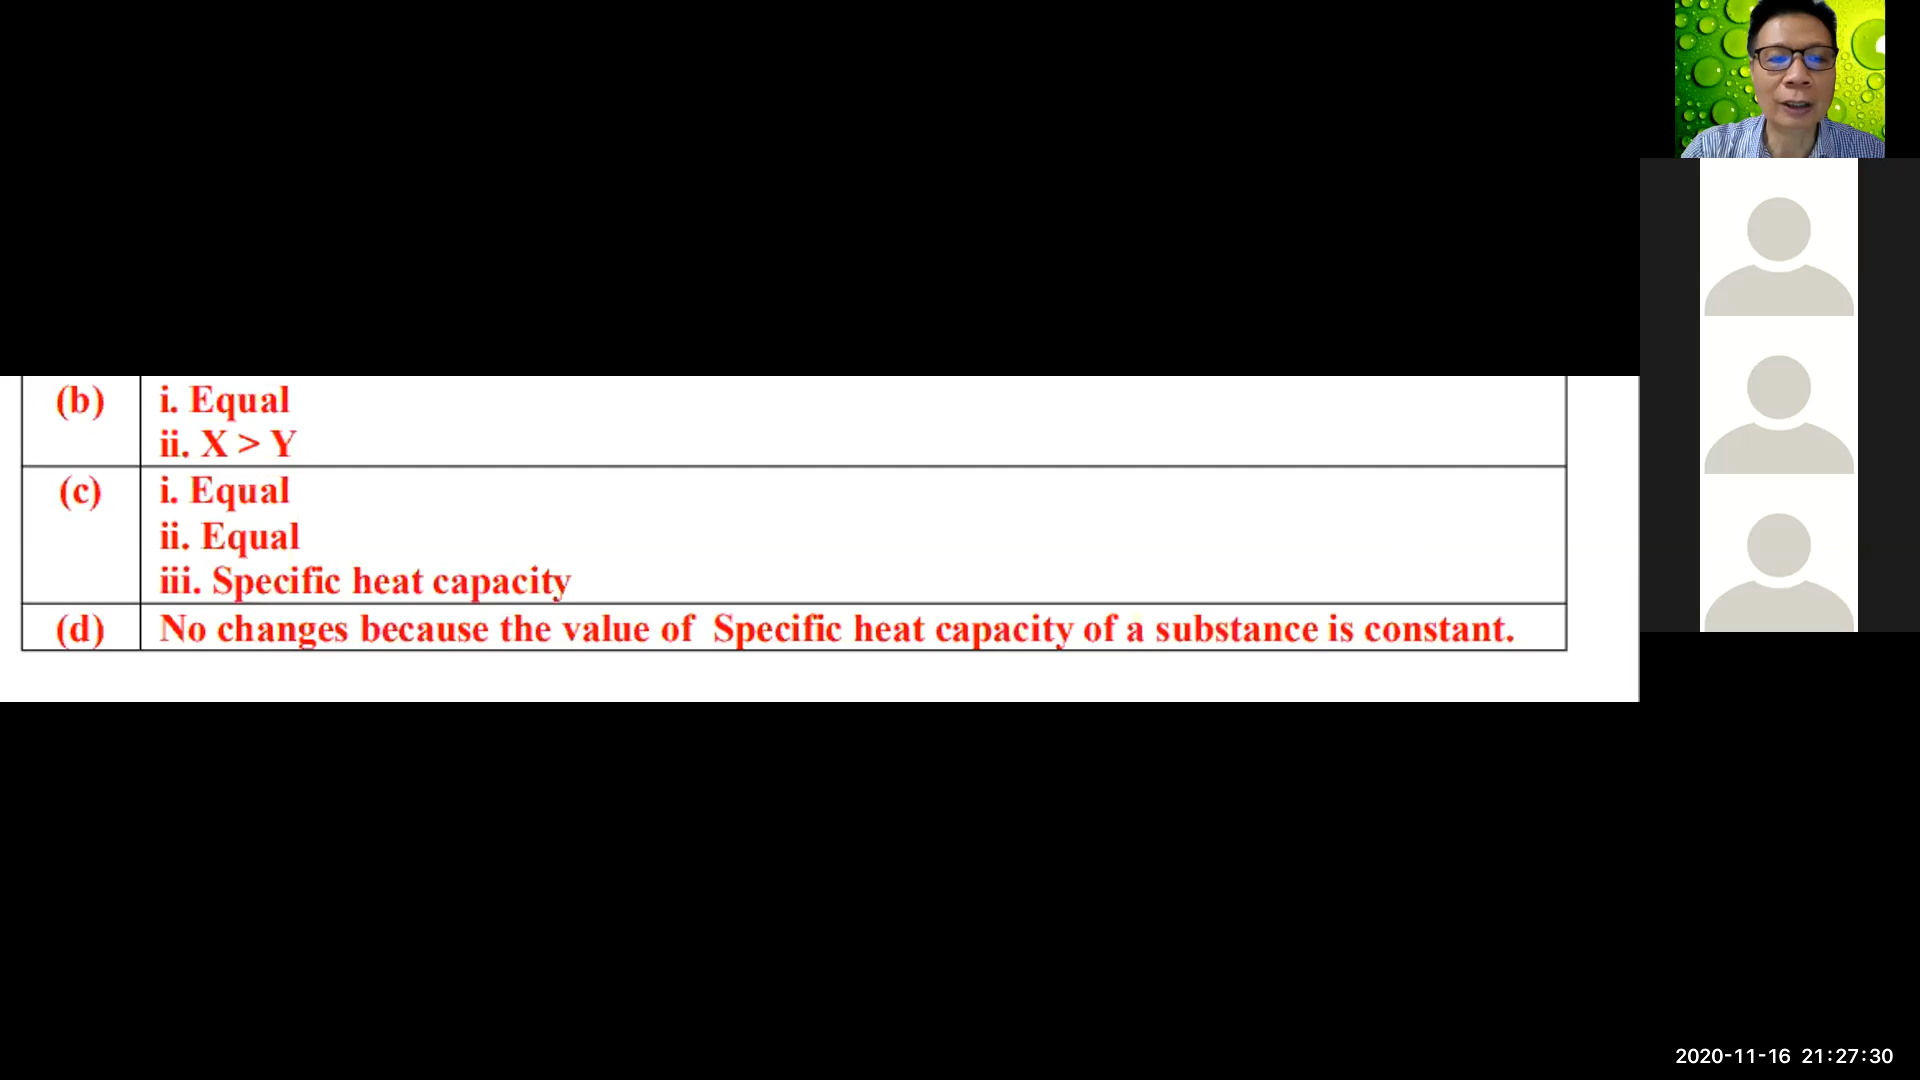 (b)
i. Equal
ii. X > Y
(c)
i. Equal
ii. Equal
iii. Specific heat capacity
(d)
No changes because the value of Specific heat capacity of a substance is constant.
2020-11-16 21:27:30